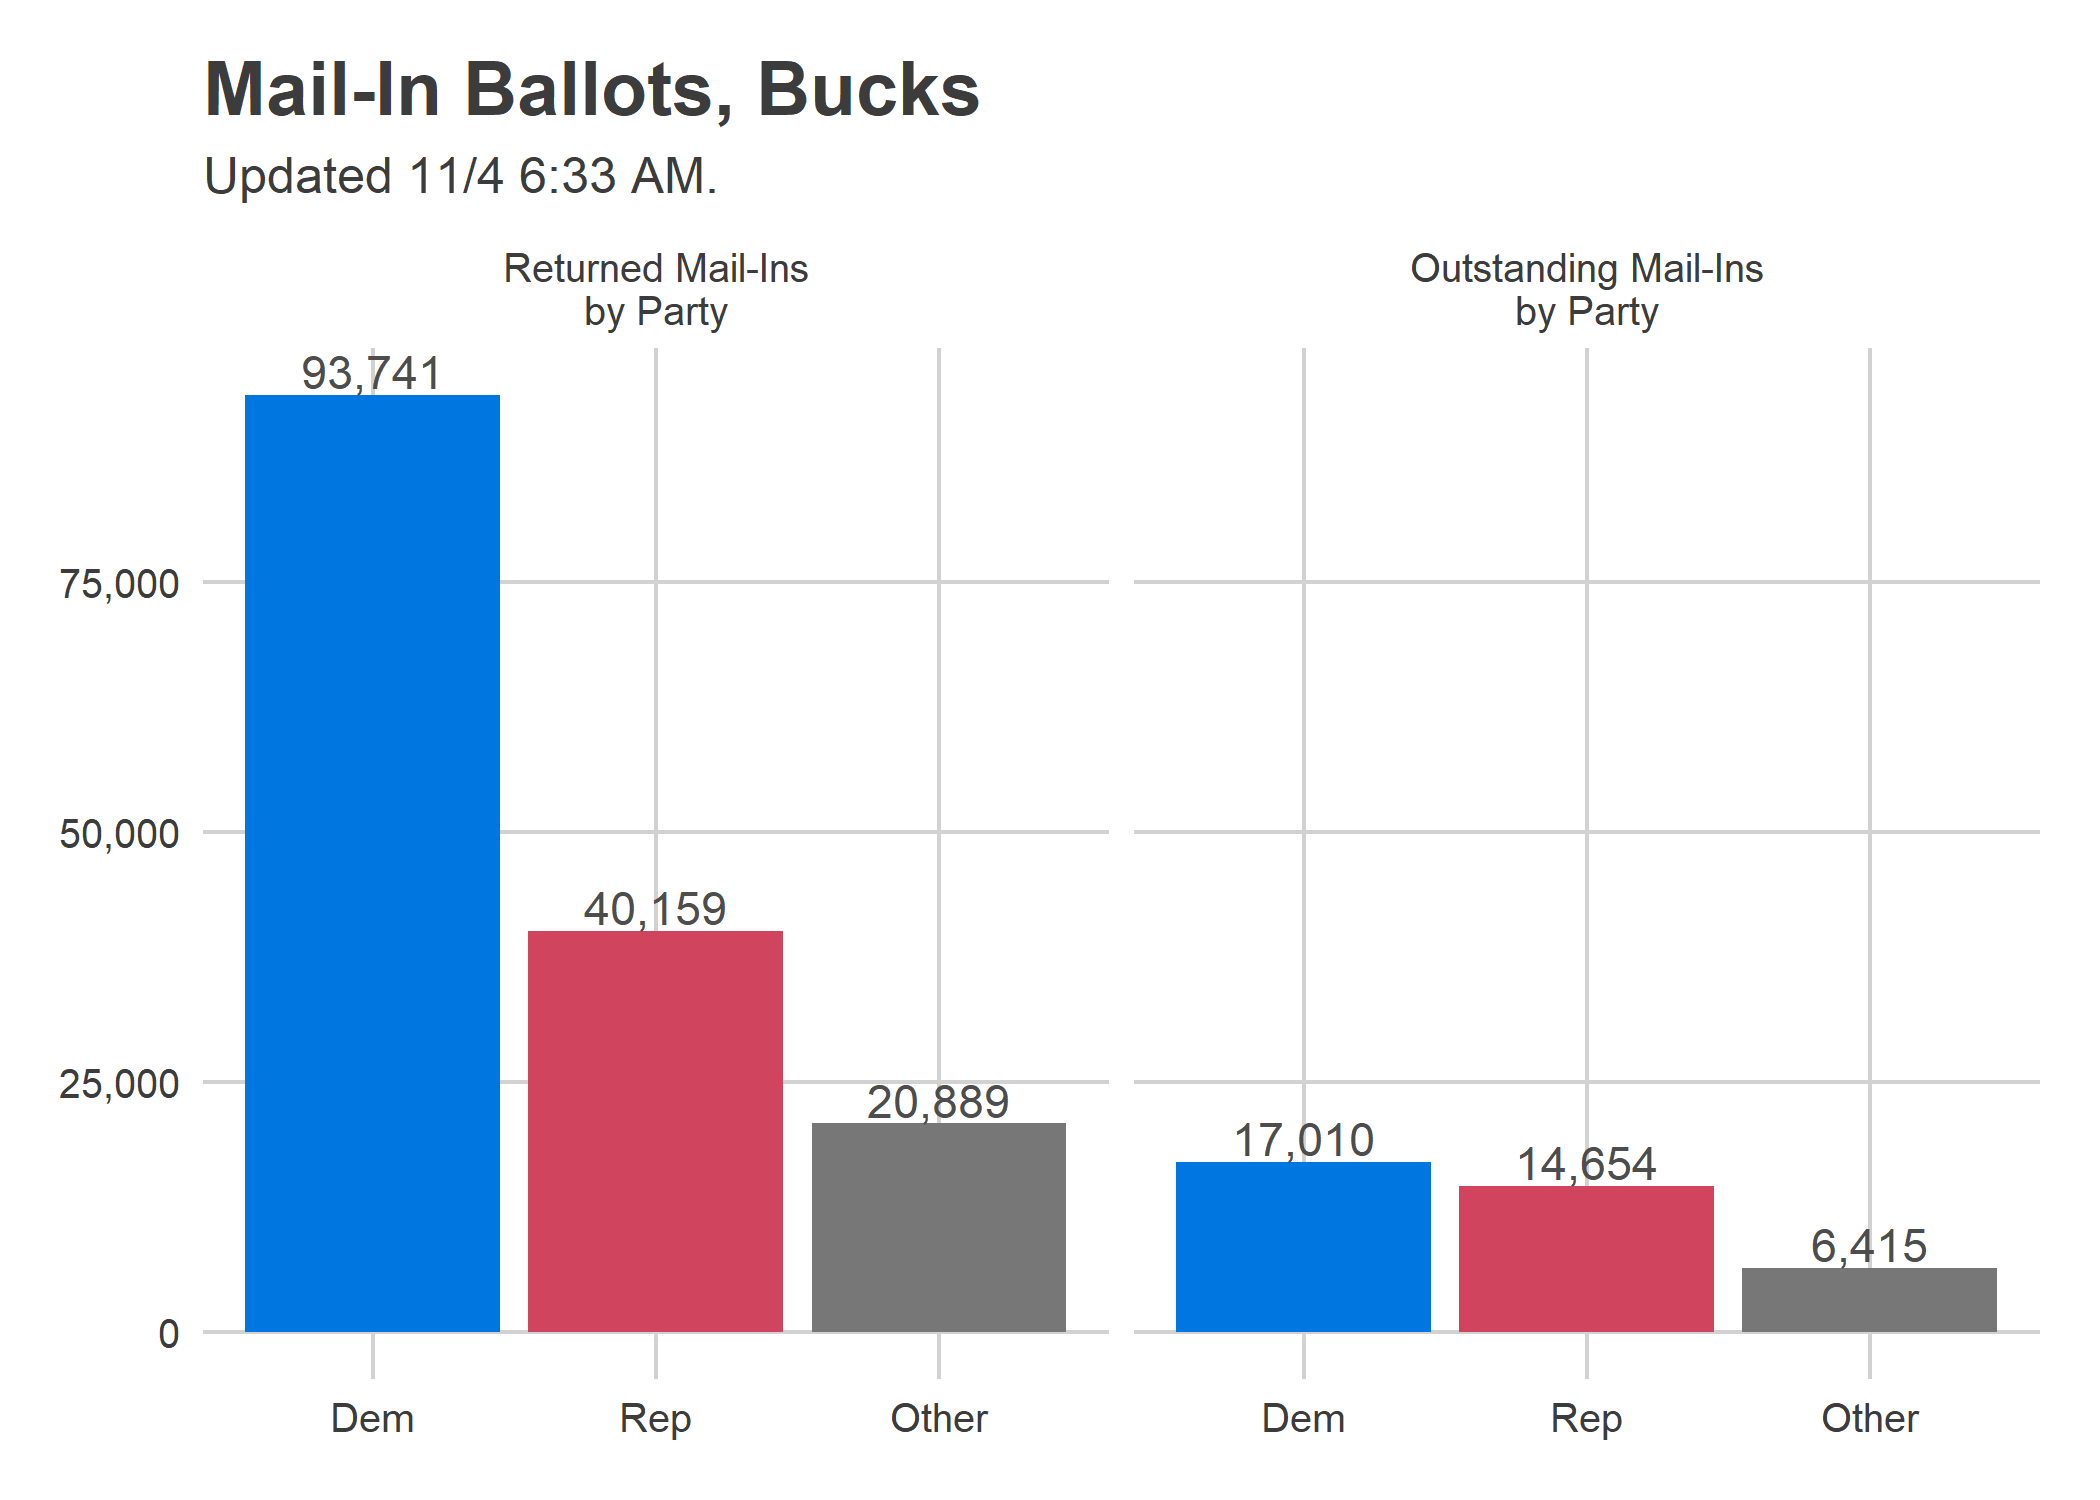 Mail-In Ballots, Bucks
Updated 11/4 6:33 AM.
Returned Mail-Ins
by Party
Outstanding Mail-Ins
by Party
93,741
75,000
50,000
40,159
25,000
20,889
17,010
14,654
6,415
0
Dem
Rep
Other
Dem
Rep
Other